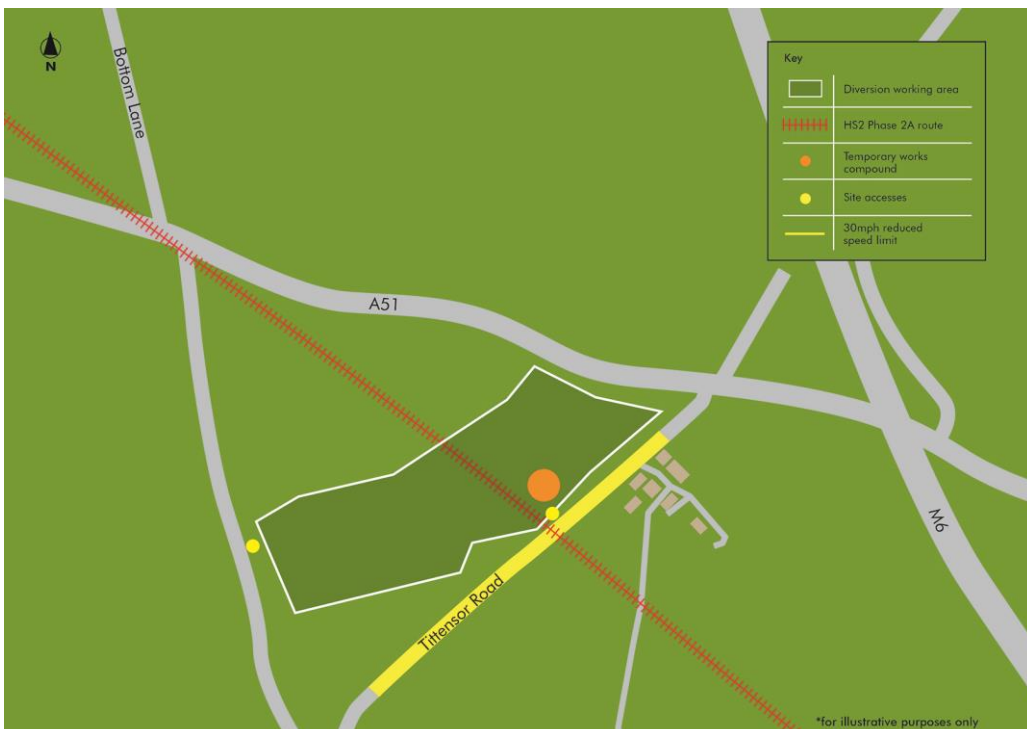 N
Bottom Lane
Key
Diversion working area
HS2 Phase 2A route
Temporary works
compound
Site accesses
30mph reduced
speed limit
A51
Tittensor Road
M6
*for illustrative purposes only